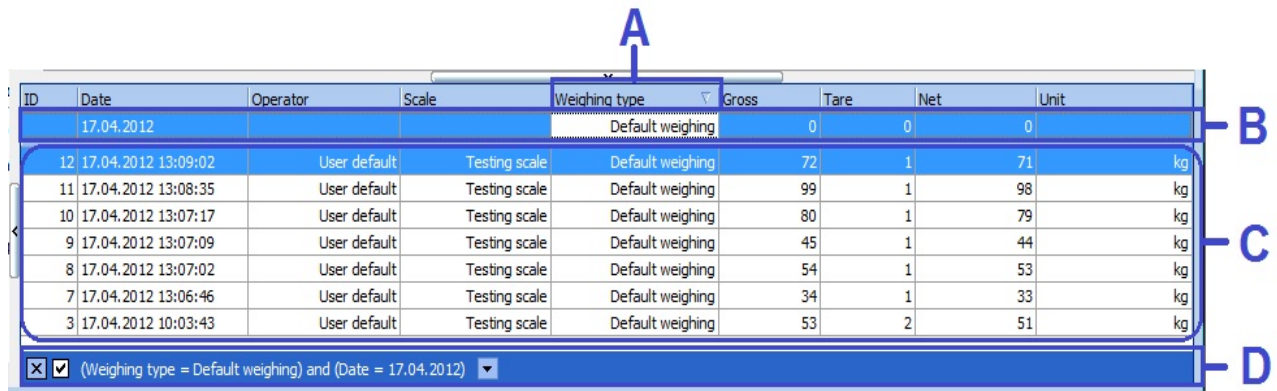 A
ID Date Operator Scale Weighing type Gross Tare Net Unit
17.04.2012 Default weighing 0 0 0
B
12 17.04.2012 13:09:02 User default Testing scale Default weighing 72 1 71 kg
11 17.04.2012 13:08:35 User default Testing scale Default weighing 99 1 98 kg
10 17.04.2012 13:07:17 User default Testing scale Default weighing 80 1 79 kg
9 17.04.2012 13:07:09 User default Testing scale Default weighing 45 1 44 kg
C
8 17.04.2012 13:07:02 User default Testing scale Default weighing 54 1 53 kg
7 17.04.2012 13:06:46 User default Testing scale Default weighing 34 1 33 kg
3 17.04.2012 10:03:43 User default Testing scale Default weighing 53 2 51 kg
(Weighing type = Default weighing) and (Date = 17.04.2012)
D